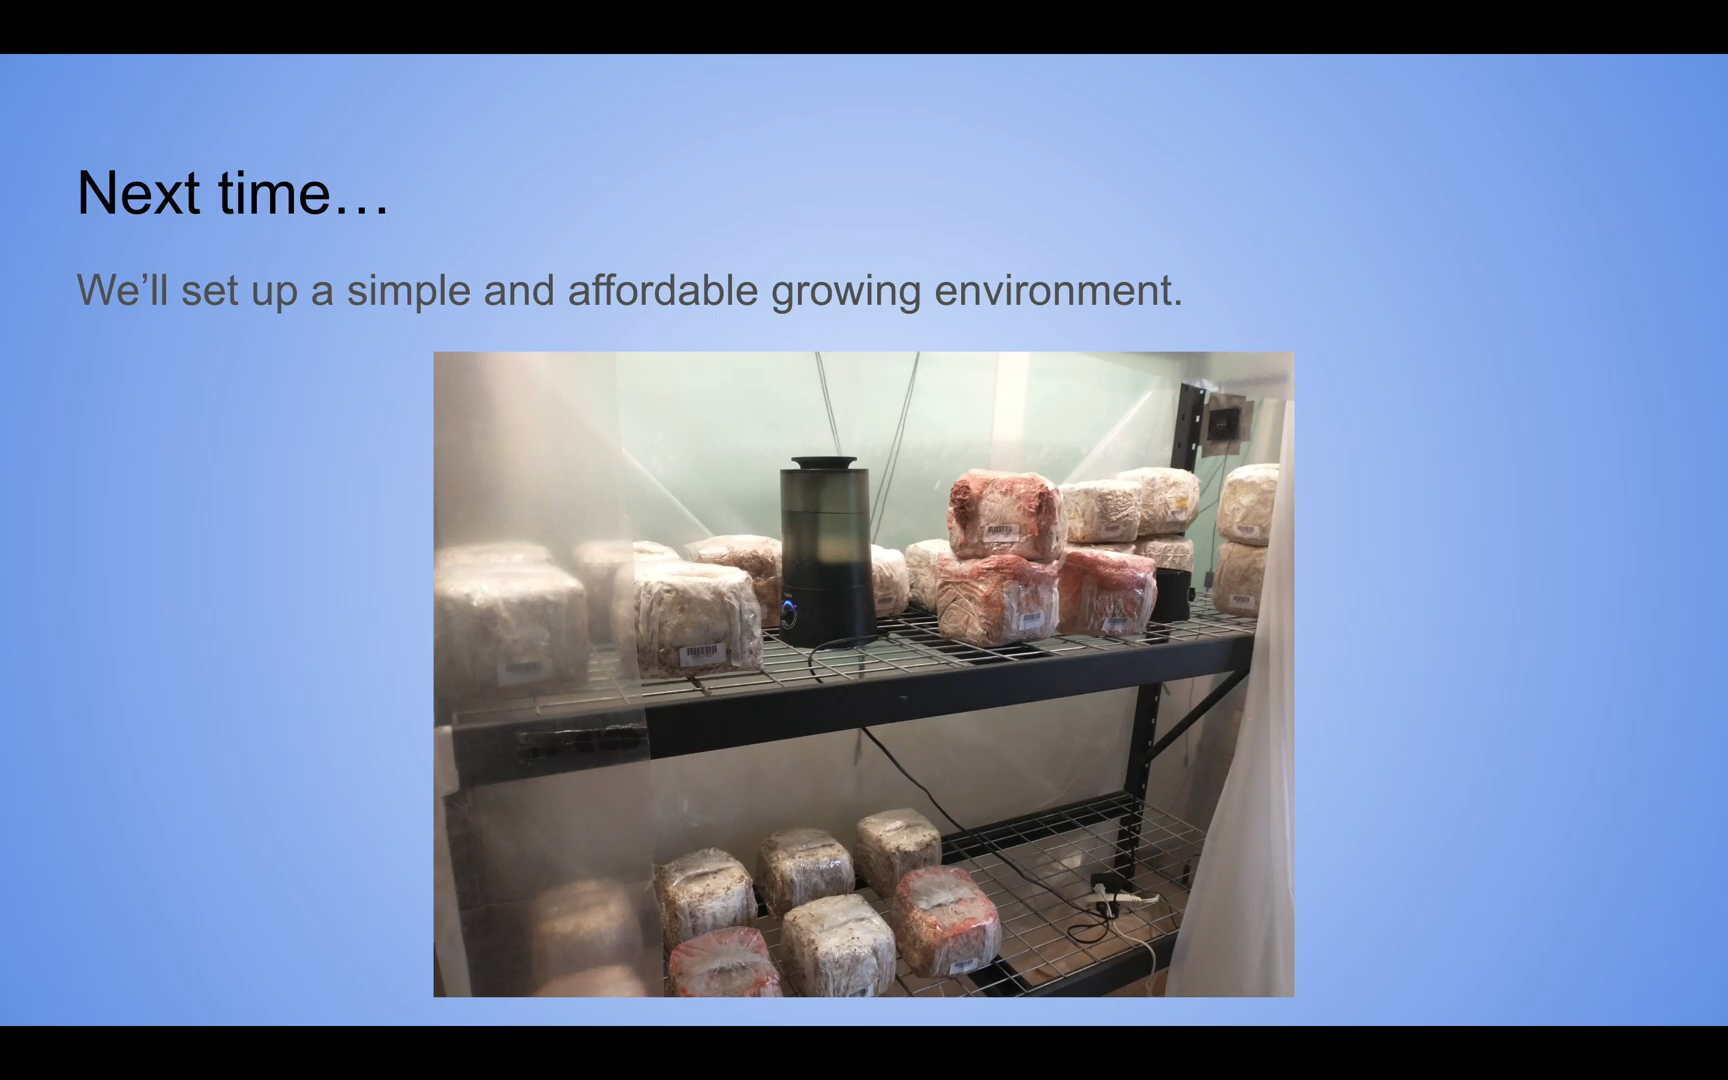 Next time…
We’ll set up a simple and affordable growing environment.